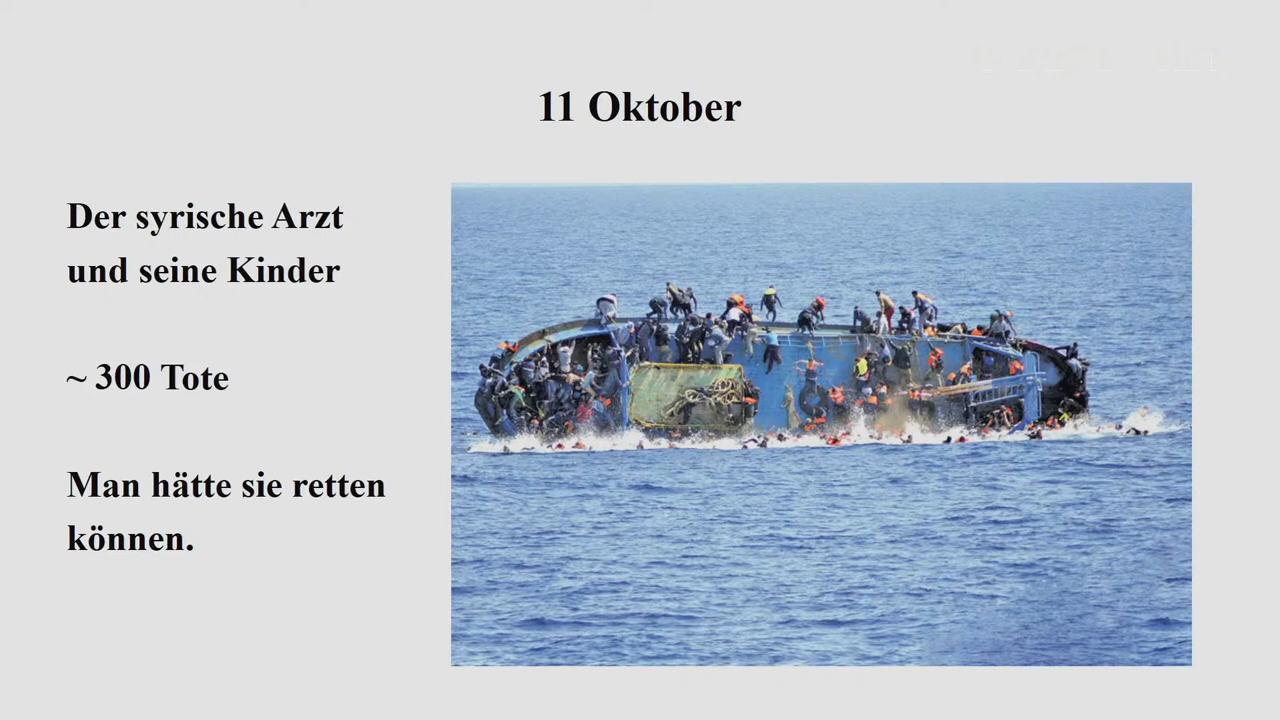 11 Oktober
Der syrische Arzt
und seine Kinder
~ 300 Tote
Man hätte sie retten
können.